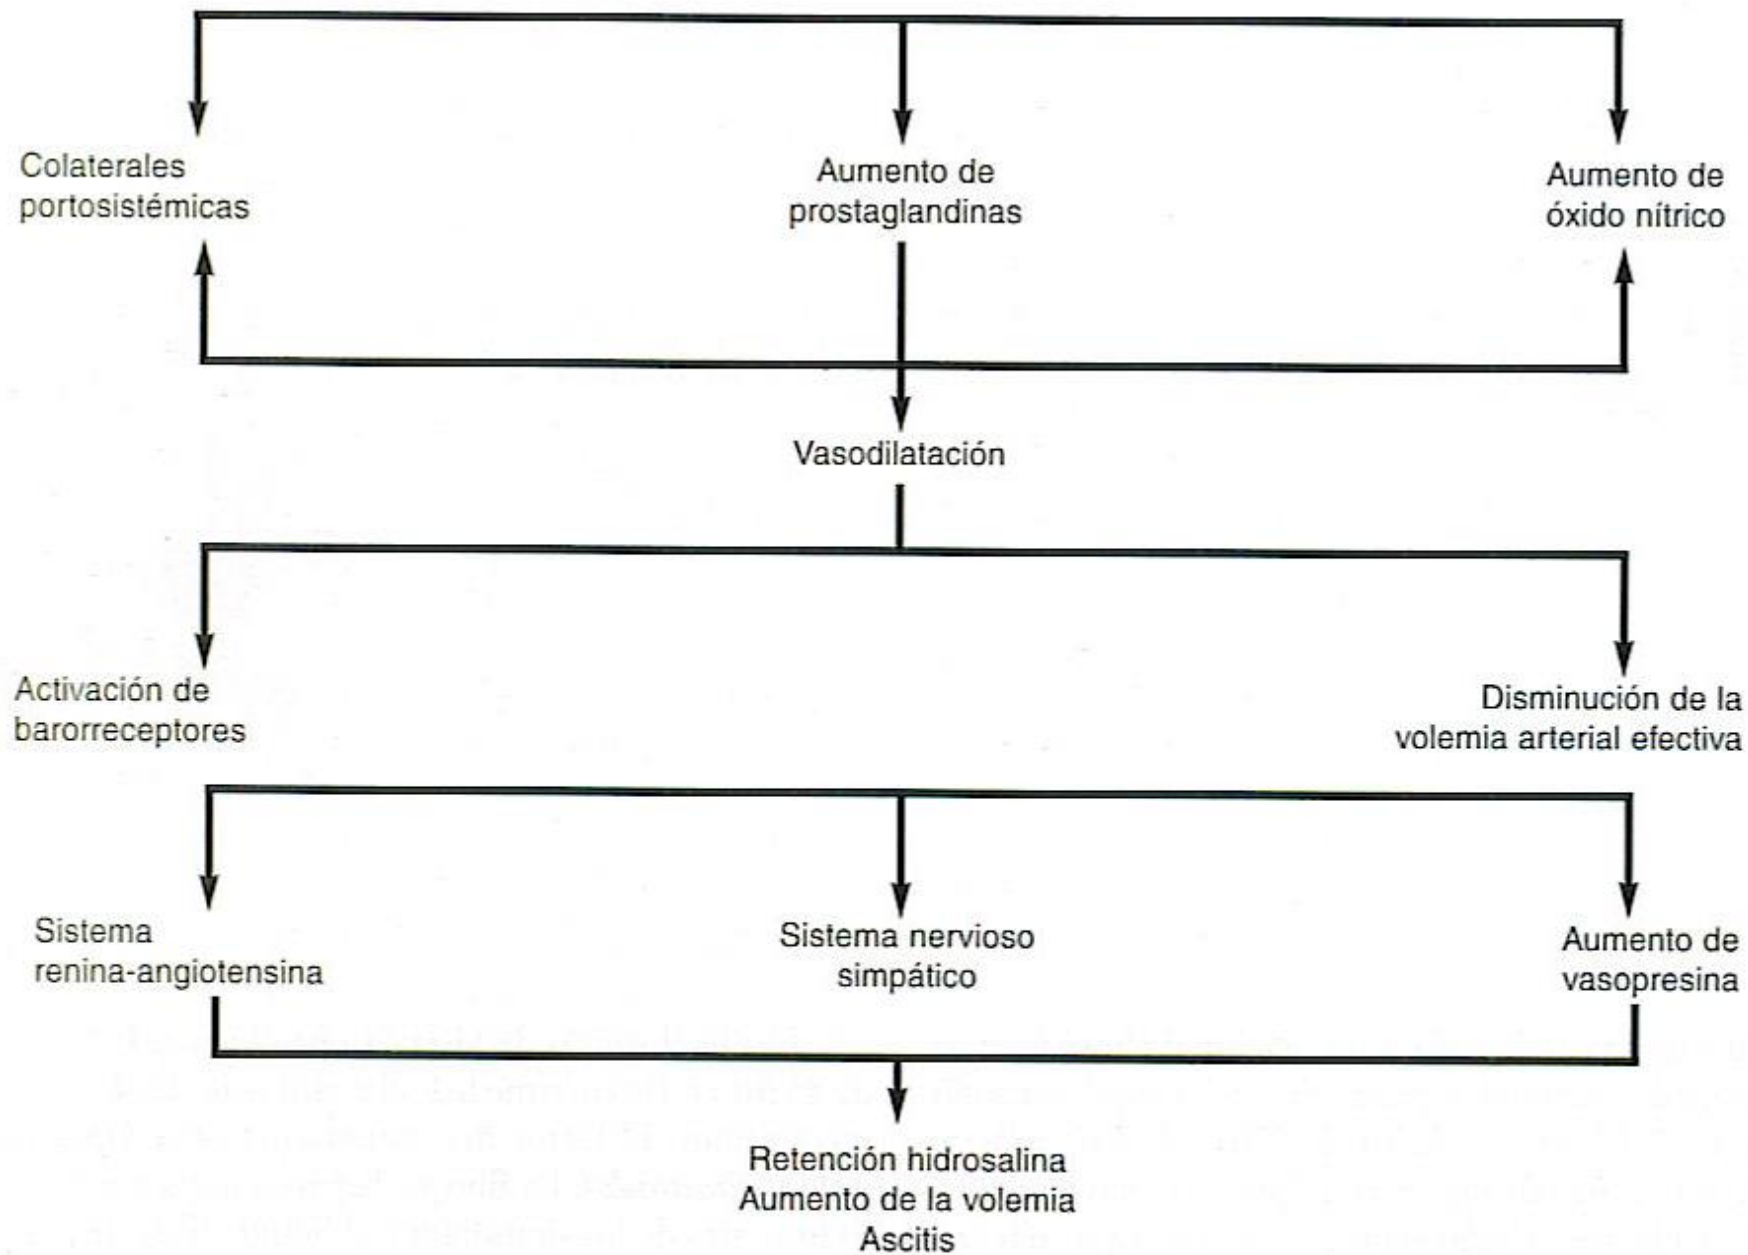 Colaterales
portosistémicas
Aumento de
prostaglandinas
Aumento de
óxido nítrico
Vasodilatación
Activación de
barorreceptores
Disminución de la
volemia arterial efectiva
Sistema
renina-angiotensina
Sistema nervioso
simpático
Aumento de
vasopresina
Retención hidrosalina
Aumento de la volemia
Ascitis